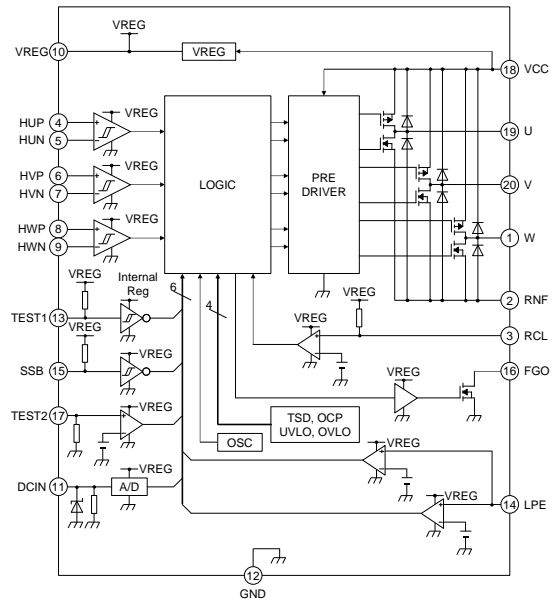 VREG
VREG 10
VREG
18 VCC
HUP 4
HUN 5
VREG
+
−
HVP 6
HVN 7
VREG
+
−
HWP 8
HWN 9
VREG
+
−
LOGIC
PRE
DRIVER
19 U
20 V
1 W
2 RNF
3 RCL
16 FGO
VREG
Internal
Reg
6
4
TEST1 13
VREG
SSB 15
VREG
VREG
VREG
+
−
TEST2 17
VREG
+
−
TSD, OCP
UVLO, OVLO
OSC
VREG
DCIN 11
VREG
A/D
VREG
+
−
VREG
+
−
14 LPE
12
GND